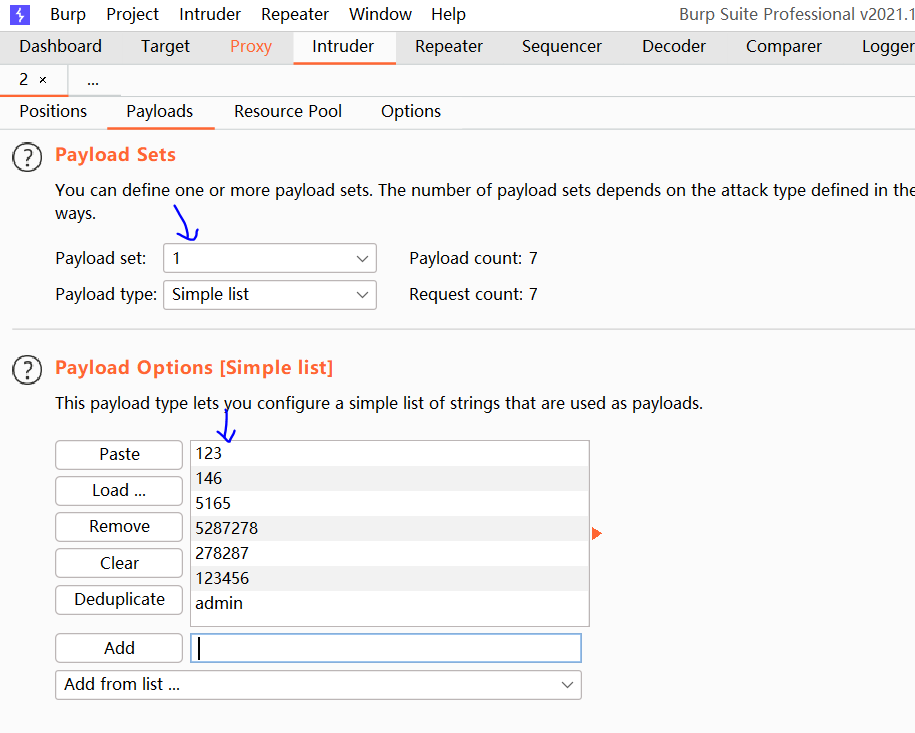 Burp Project Intruder Repeater Window Help Burp Suite Professional v2021.1
Dashboard Target Proxy Intruder Repeater Sequencer Decoder Comparer Logger
2 × ...
Positions Payloads Resource Pool Options
? Payload Sets
You can define one or more payload sets. The number of payload sets depends on the attack type defined in the
ways.
Payload set: 1 Payload count: 7
Payload type: Simple list Request count: 7
? Payload Options [Simple list]
This payload type lets you configure a simple list of strings that are used as payloads.
Paste 123
146
Load ... 5165
Remove 5287278
278287
Clear 123456
Deduplicate admin
Add
Add from list ...